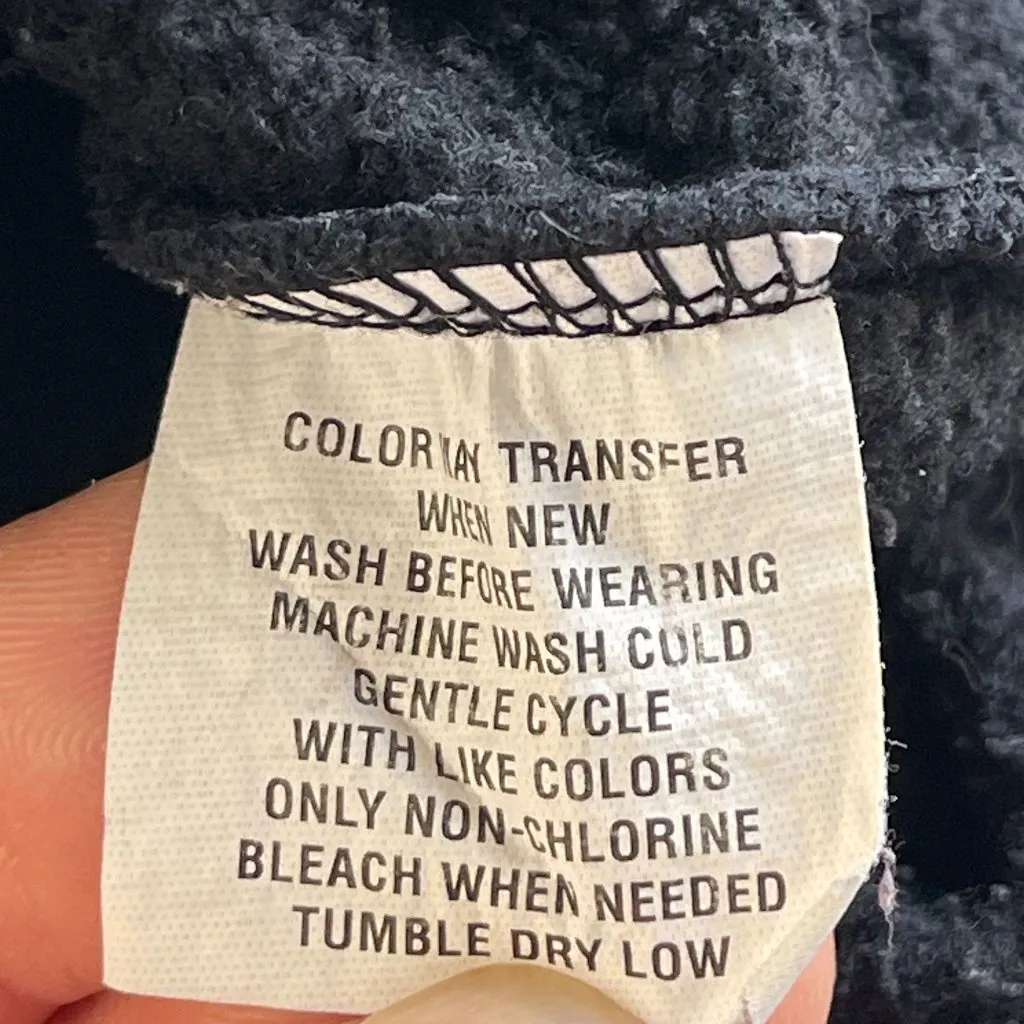 COLOR MAY TRANSFER
WHEN NEW
WASH BEFORE WEARING
MACHINE WASH COLD
GENTLE CYCLE
WITH LIKE COLORS
ONLY NON-CHLORINE
BLEACH WHEN NEEDED
TUMBLE DRY LOW